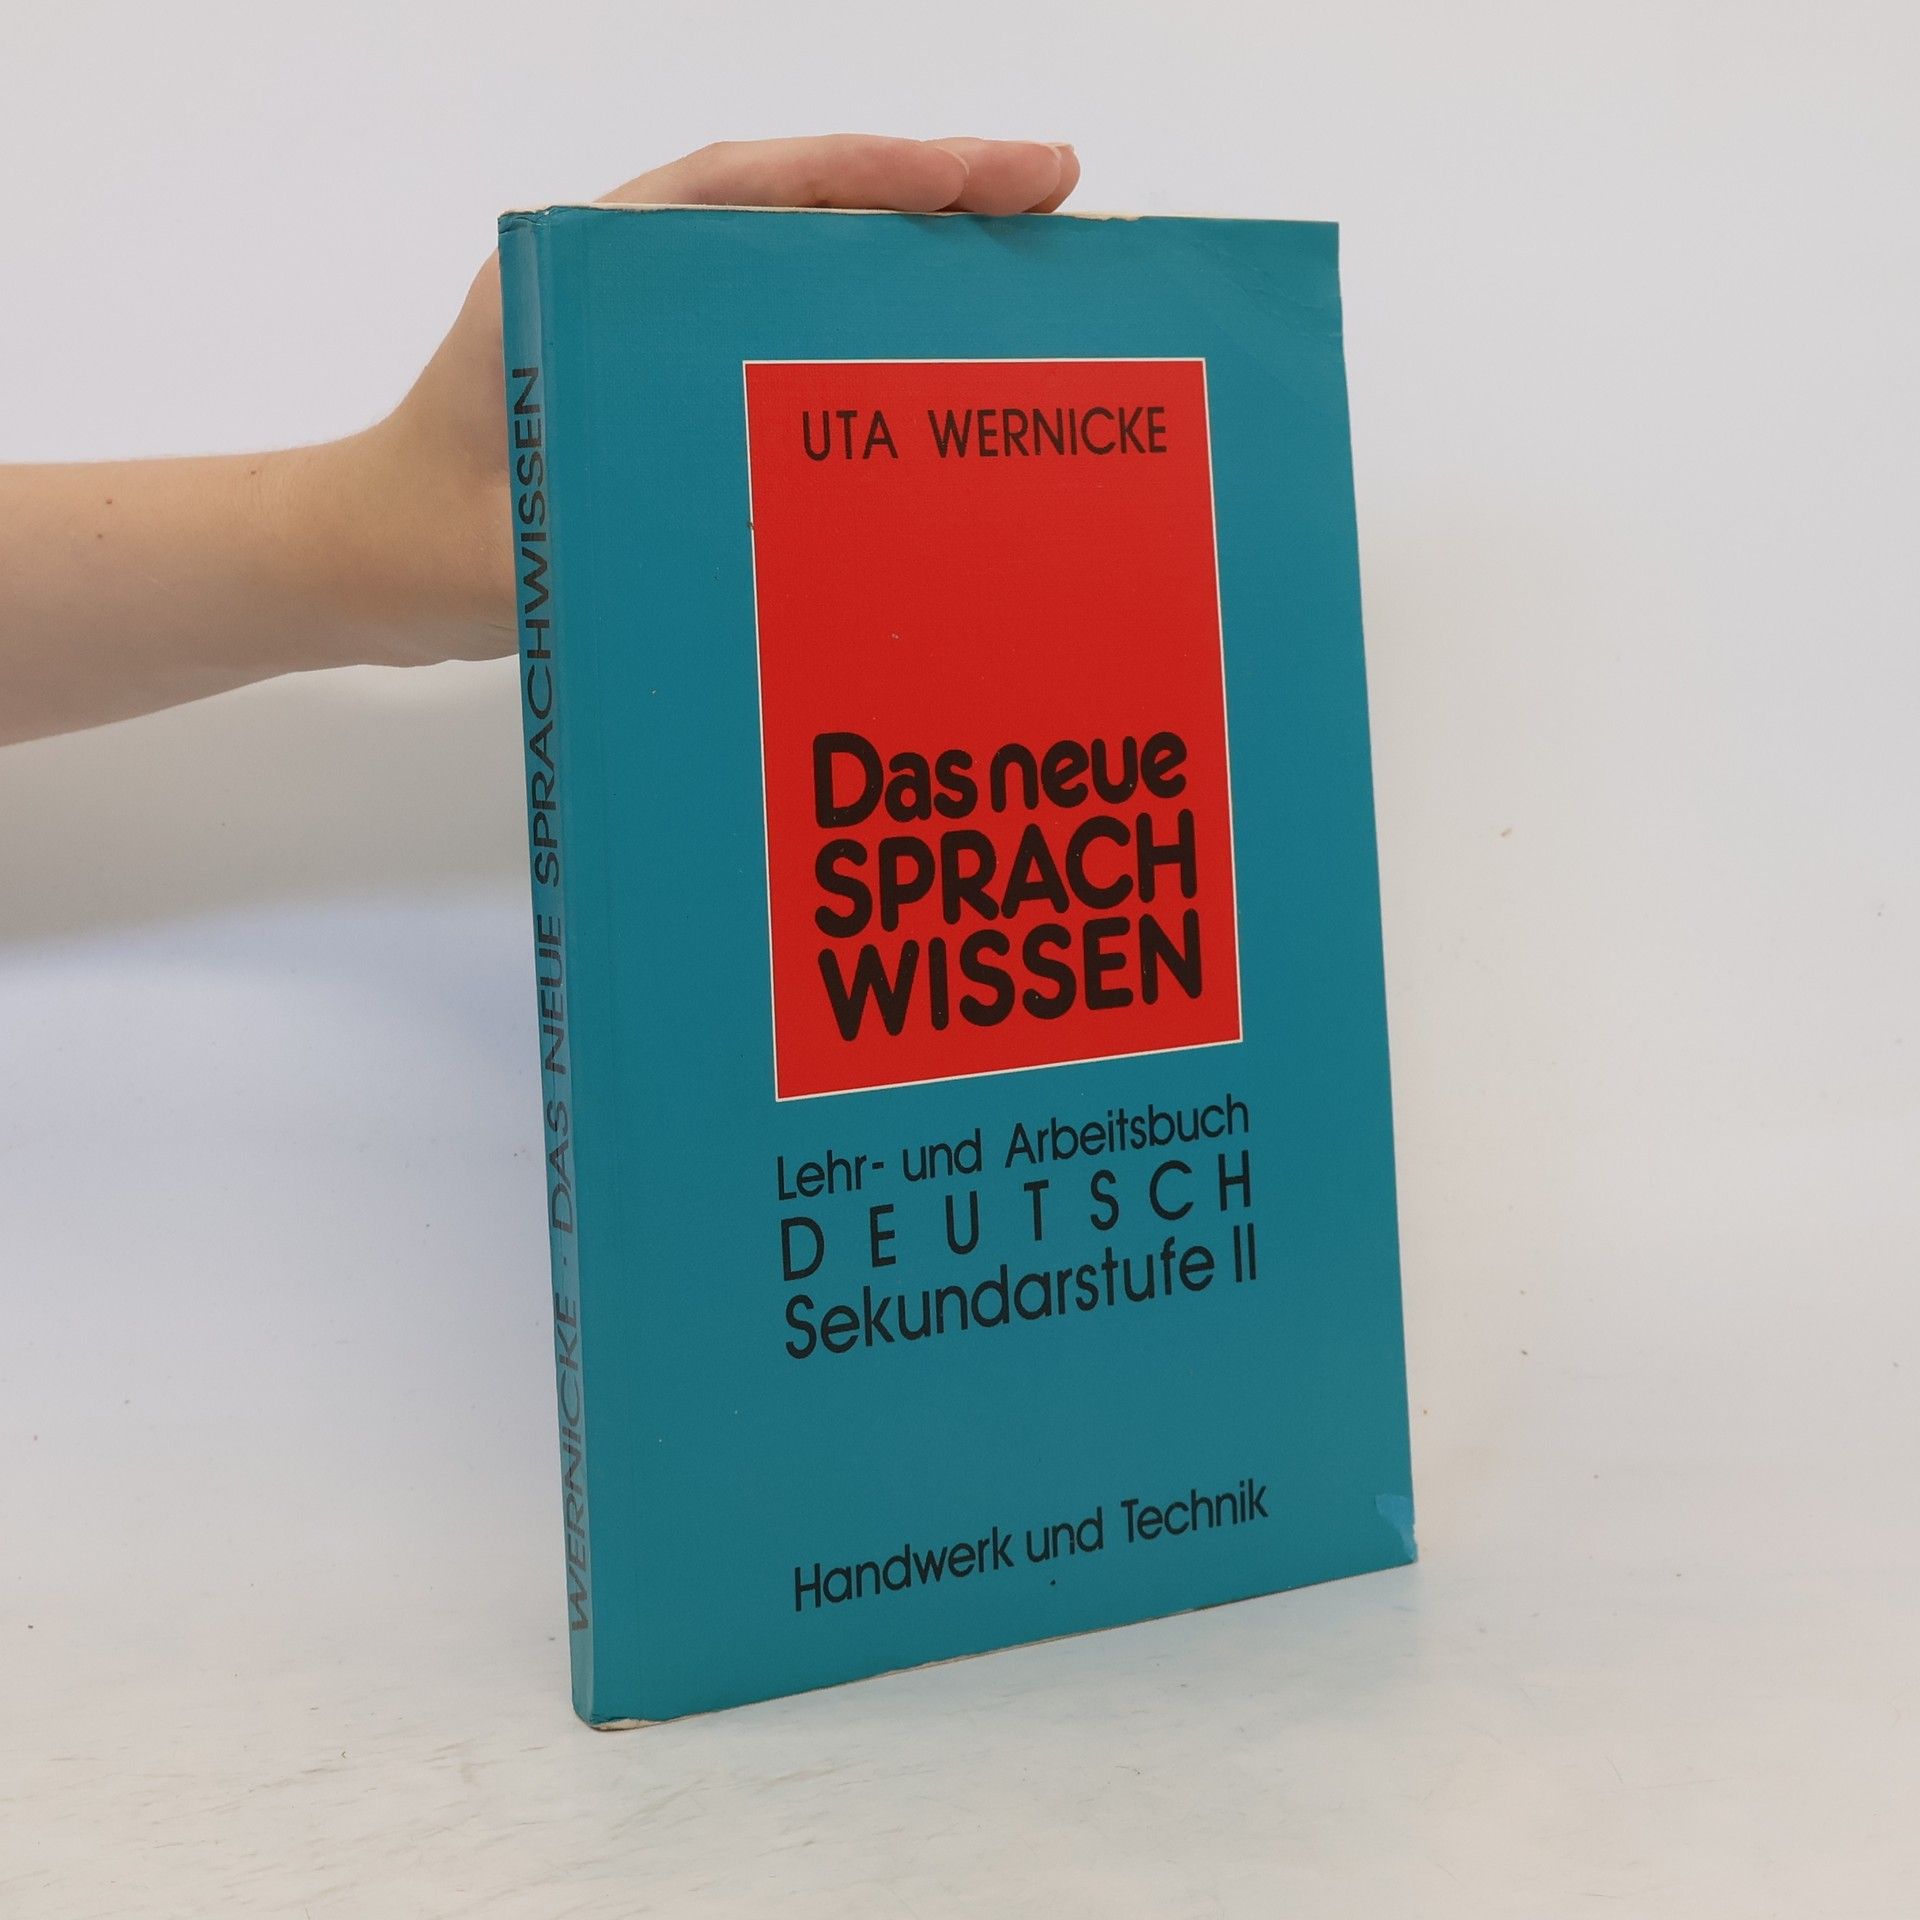 WERNICKE · DAS NEUE SPRACHWISSEN
UTA WERNICKE
Das neue
SPRACH
WISSEN
Lehr- und Arbeitsbuch
DEUTSCH
Sekundarstufe II
Handwerk und Technik